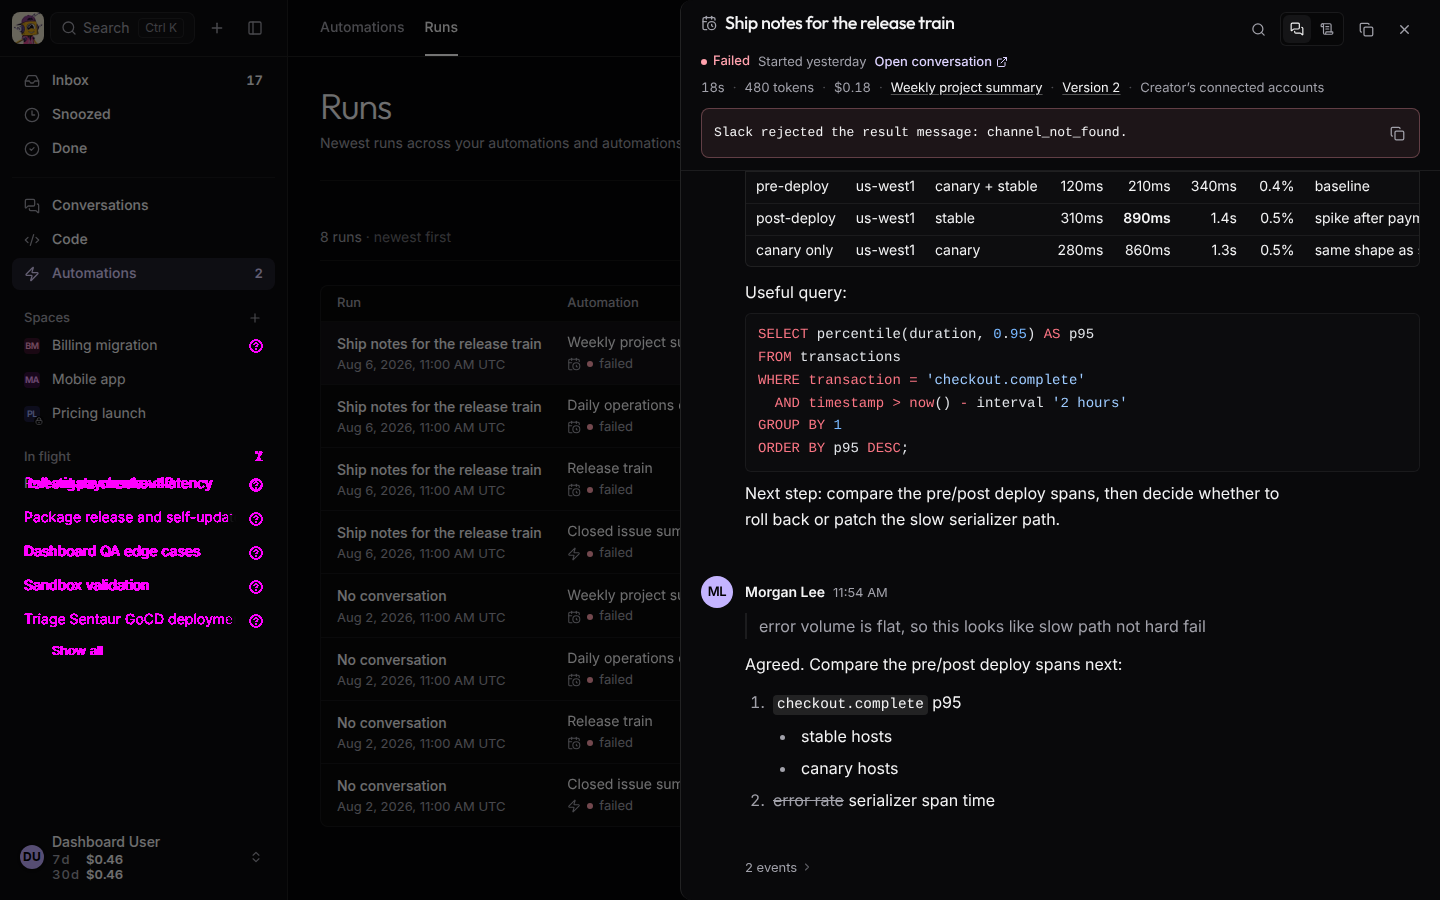 Search Ctrl K
Inbox 17
Snoozed
Done
Conversations
Code
Automations 2
Spaces
BM Billing migration
MA Mobile app
PL Pricing launch
In flight
Package release and self-updat
Dashboard QA edge cases
Sandbox validation
Triage Sentaur GoCD deployme
Show all
DU Dashboard User
7d $0.46
30d $0.46
Automations Runs
Runs
Newest runs across your automations and automations
8 runs · newest first
Run Automation
Ship notes for the release train Weekly project su
Aug 6, 2026, 11:00 AM UTC failed
Ship notes for the release train Daily operations
Aug 6, 2026, 11:00 AM UTC failed
Ship notes for the release train Release train
Aug 6, 2026, 11:00 AM UTC failed
Ship notes for the release train Closed issue sum
Aug 6, 2026, 11:00 AM UTC failed
No conversation Weekly project su
Aug 2, 2026, 11:00 AM UTC failed
No conversation Daily operations
Aug 2, 2026, 11:00 AM UTC failed
No conversation Release train
Aug 2, 2026, 11:00 AM UTC failed
No conversation Closed issue sum
Aug 2, 2026, 11:00 AM UTC failed
Ship notes for the release train
Failed Started yesterday Open conversation
18s · 480 tokens · $0.18 · Weekly project summary · Version 2 · Creator's connected accounts
Slack rejected the result message: channel_not_found.
pre-deploy us-west1 canary + stable 120ms 210ms 340ms 0.4% baseline
post-deploy us-west1 stable 310ms 890ms 1.4s 0.5% spike after paym
canary only us-west1 canary 280ms 860ms 1.3s 0.5% same shape as
Useful query:
SELECT percentile(duration, 0.95) AS p95
FROM transactions
WHERE transaction = 'checkout.complete'
AND timestamp > now() - interval '2 hours'
GROUP BY 1
ORDER BY p95 DESC;
Next step: compare the pre/post deploy spans, then decide whether to
roll back or patch the slow serializer path.
ML Morgan Lee 11:54 AM
error volume is flat, so this looks like slow path not hard fail
Agreed. Compare the pre/post deploy spans next:
1. checkout.complete p95
• stable hosts
• canary hosts
2. error rate serializer span time
2 events